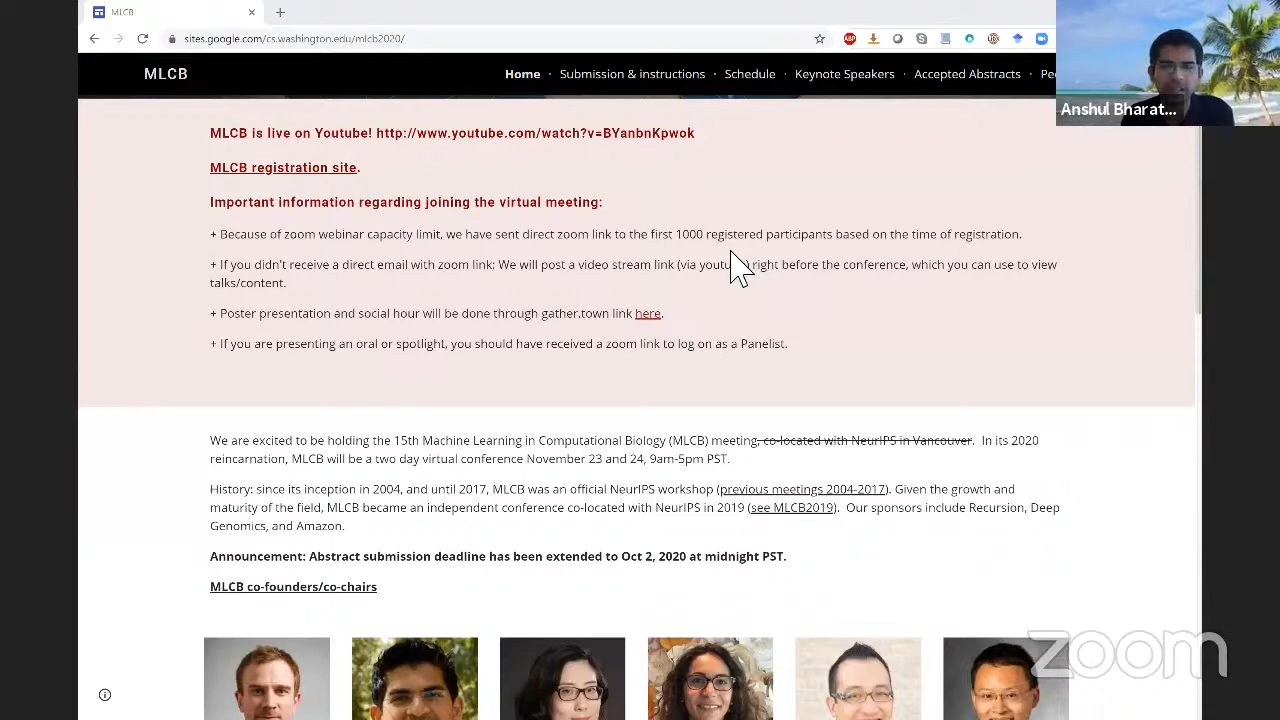 MLCB
sites.google.com/cs.washington.edu/mlcb2020/
ABP
MLCB
Home · Submission & instructions · Schedule · Keynote Speakers · Accepted Abstracts · Pe
Anshul Bharat...
MLCB is live on Youtube! http://www.youtube.com/watch?v=BYanbnKpwok
MLCB registration site.
Important information regarding joining the virtual meeting:
+ Because of zoom webinar capacity limit, we have sent direct zoom link to the first 1000 registered participants based on the time of registration.
+ If you didn't receive a direct email with zoom link: We will post a video stream link (via youtu) right before the conference, which you can use to view
talks/content.
+ Poster presentation and social hour will be done through gather.town link here.
+ If you are presenting an oral or spotlight, you should have received a zoom link to log on as a Panelist.
We are excited to be holding the 15th Machine Learning in Computational Biology (MLCB) meeting, co-located with NeurIPS in Vancouver. In its 2020
reincarnation, MLCB will be a two day virtual conference November 23 and 24, 9am-5pm PST.
History: since its inception in 2004, and until 2017, MLCB was an official NeurIPS workshop (previous meetings 2004-2017). Given the growth and
maturity of the field, MLCB became an independent conference co-located with NeurIPS in 2019 (see MLCB2019). Our sponsors include Recursion, Deep
Genomics, and Amazon.
Announcement: Abstract submission deadline has been extended to Oct 2, 2020 at midnight PST.
MLCB co-founders/co-chairs
zoom